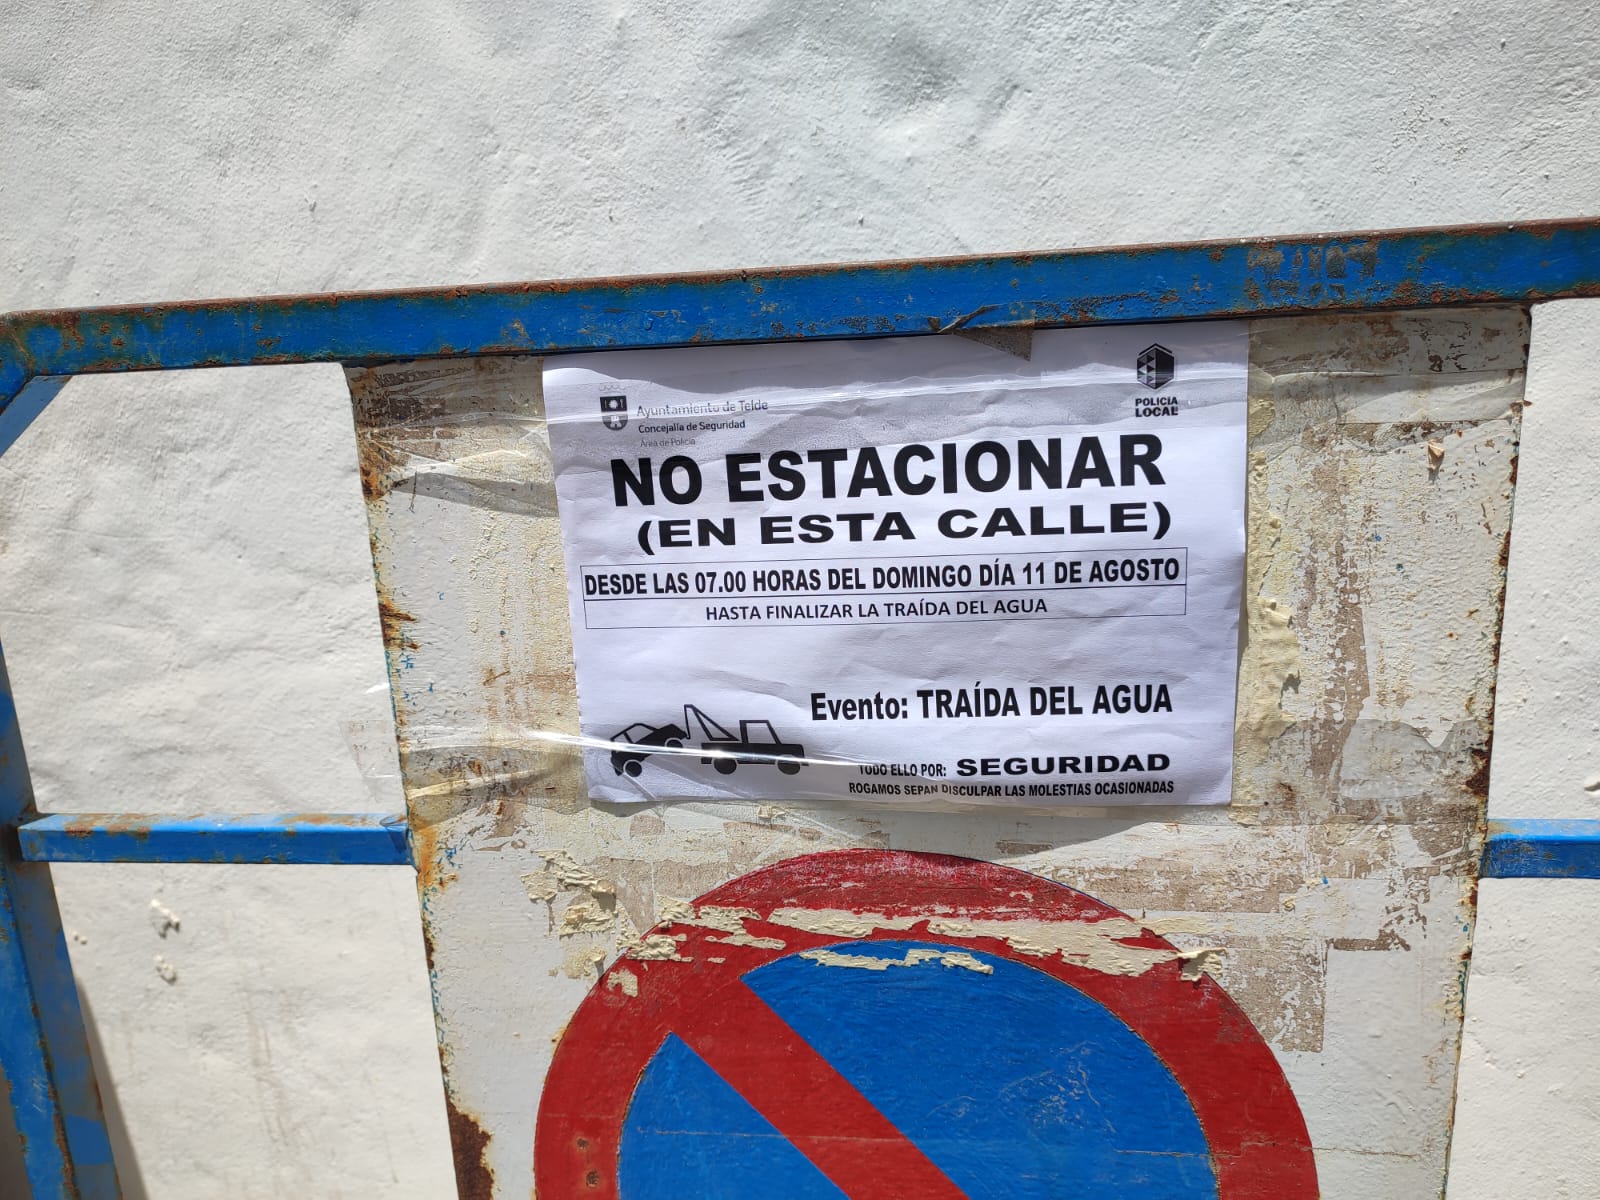 Ayuntamiento de Telde
Concejalía de Seguridad
Área de Policía
POLICIA
LOCAL
NO ESTACIONAR
(EN ESTA CALLE)
DESDE LAS 07.00 HORAS DEL DOMINGO DÍA 11 DE AGOSTO
HASTA FINALIZAR LA TRAÍDA DEL AGUA
Evento: TRAÍDA DEL AGUA
TODO ELLO POR: SEGURIDAD
ROGAMOS SEPAN DISCULPAR LAS MOLESTIAS OCASIONADAS